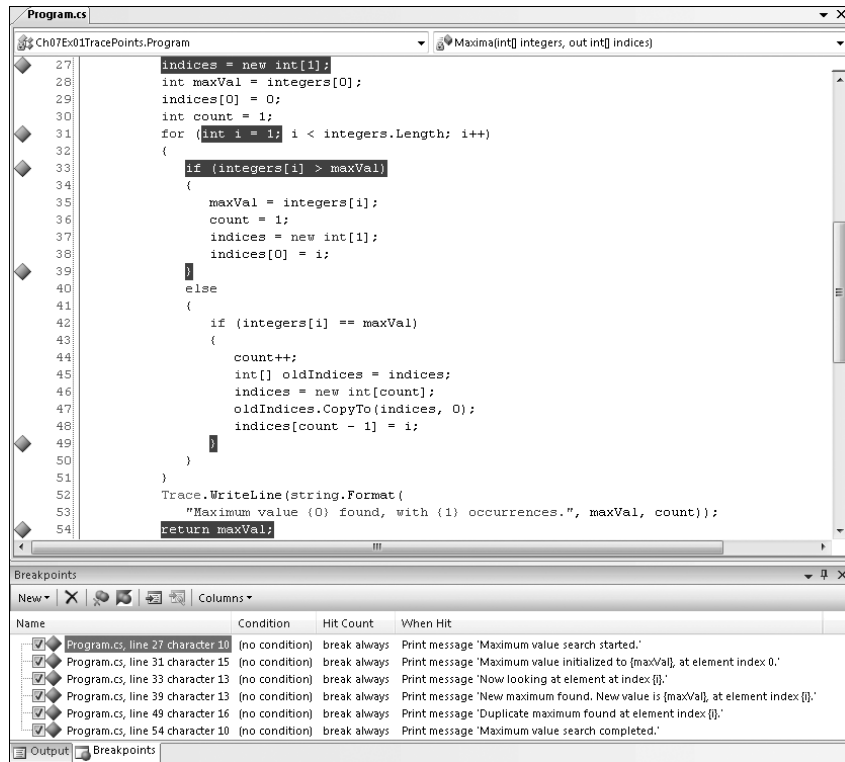 Program.cs
Ch07Ex01TracePoints.Program Maxima(int[] integers, out int[] indices)
27 indices = new int[1];
28 int maxVal = integers[0];
29 indices[0] = 0;
30 int count = 1;
31 for (int i = 1; i < integers.Length; i++)
32 {
33 if (integers[i] > maxVal)
34 {
35 maxVal = integers[i];
36 count = 1;
37 indices = new int[1];
38 indices[0] = i;
39 }
40 else
41 {
42 if (integers[i] == maxVal)
43 {
44 count++;
45 int[] oldIndices = indices;
46 indices = new int[count];
47 oldIndices.CopyTo(indices, 0);
48 indices[count - 1] = i;
49 }
50 }
51 }
52 Trace.WriteLine(string.Format(
53 "Maximum value {0} found, with {1} occurrences.", maxVal, count));
54 return maxVal;
Breakpoints
New Columns
Name Condition Hit Count When Hit
Program.cs, line 27 character 10 (no condition) break always Print message 'Maximum value search started.'
Program.cs, line 31 character 15 (no condition) break always Print message 'Maximum value initialized to {maxVal}, at element index 0.'
Program.cs, line 33 character 13 (no condition) break always Print message 'Now looking at element at index {i}.'
Program.cs, line 39 character 13 (no condition) break always Print message 'New maximum found. New value is {maxVal}, at element index {i}.'
Program.cs, line 49 character 16 (no condition) break always Print message 'Duplicate maximum found at element index {i}.'
Program.cs, line 54 character 10 (no condition) break always Print message 'Maximum value search completed.'
Output Breakpoints